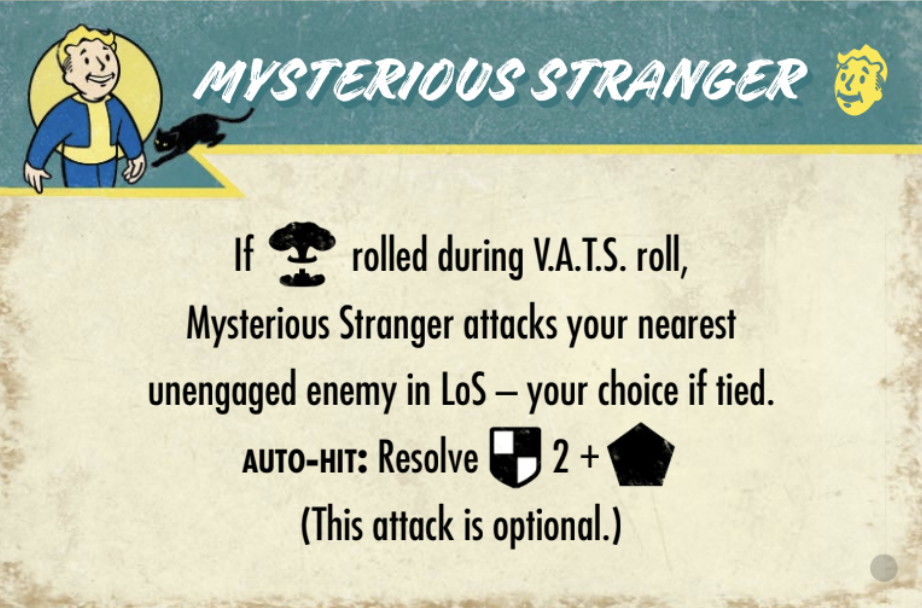 MYSTERIOUS STRANGER
If rolled during V.A.T.S. roll,
Mysterious Stranger attacks your nearest
unengaged enemy in LoS – your choice if tied.
AUTO-HIT: Resolve 2 +
(This attack is optional.)